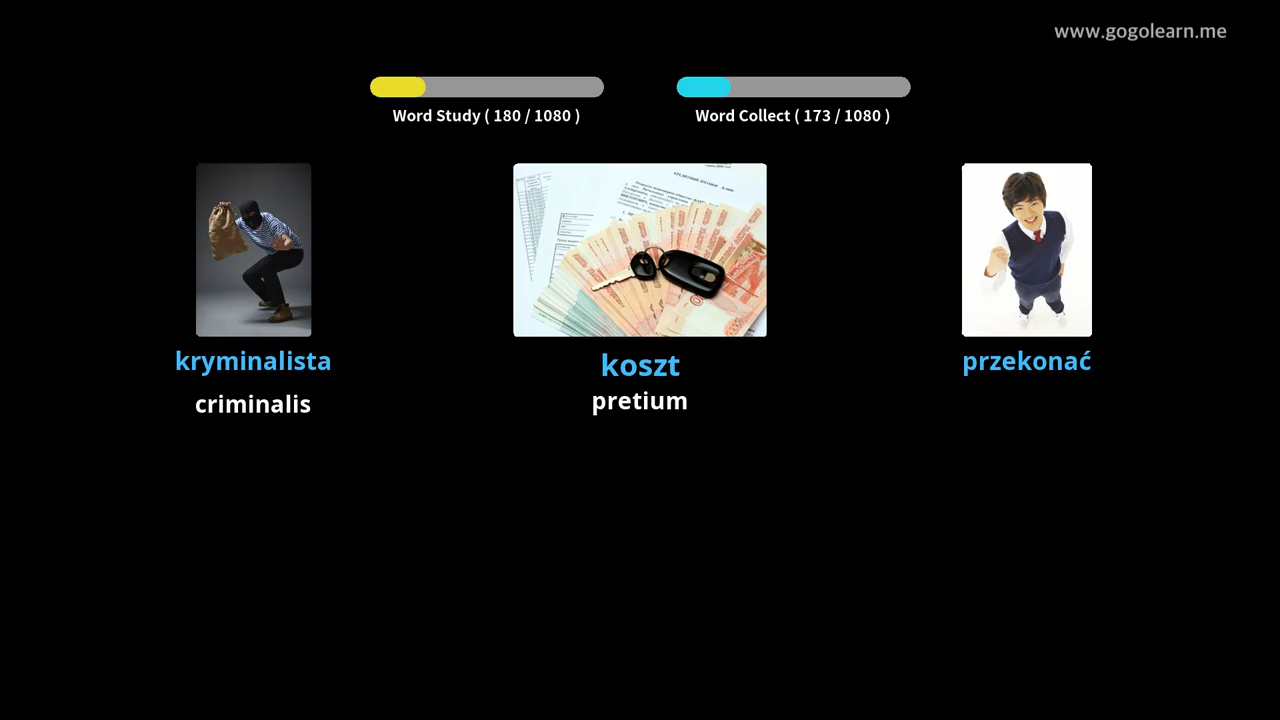 www.gogolearn.me
Word Study ( 180 / 1080 )
Word Collect ( 173 / 1080 )
kryminalista
koszt
przekonać
criminalis
pretium